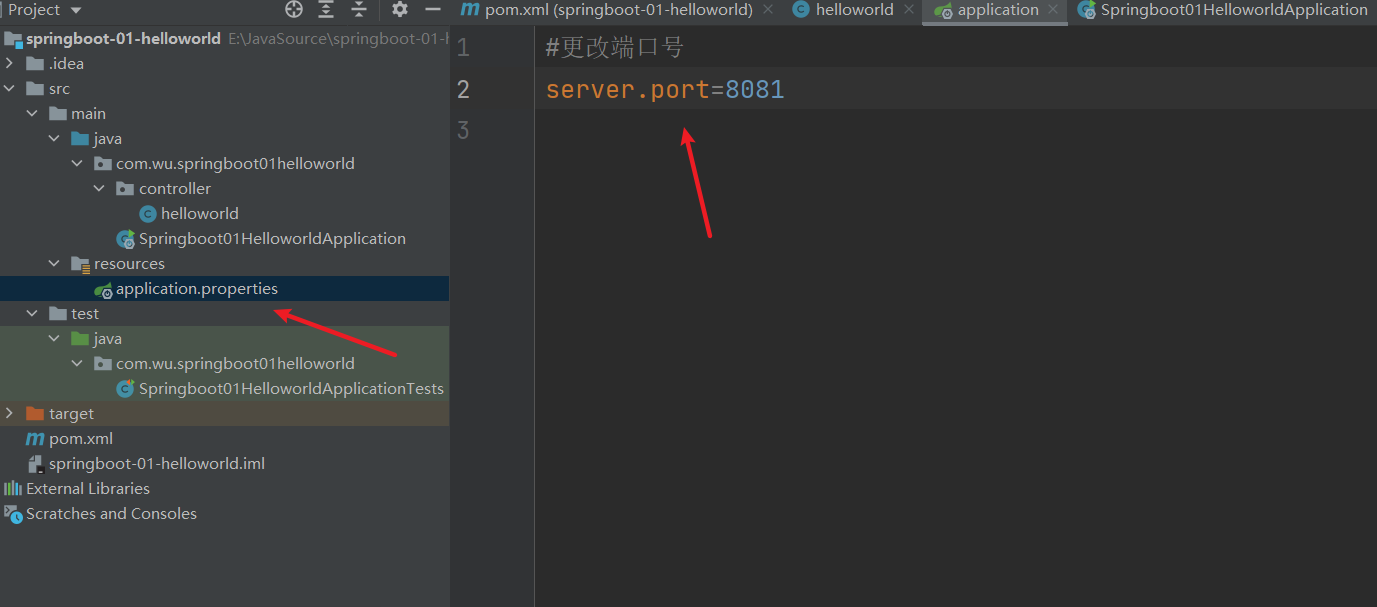 Project
pom.xml (springboot-01-helloworld)
helloworld
application
Springboot01HelloworldApplication
springboot-01-helloworld E:\JavaSource\springboot-01-h
.idea
src
main
java
com.wu.springboot01helloworld
controller
helloworld
Springboot01HelloworldApplication
resources
application.properties
test
java
com.wu.springboot01helloworld
Springboot01HelloworldApplicationTests
target
pom.xml
springboot-01-helloworld.iml
External Libraries
Scratches and Consoles
1 #更改端口号
2 server.port=8081
3